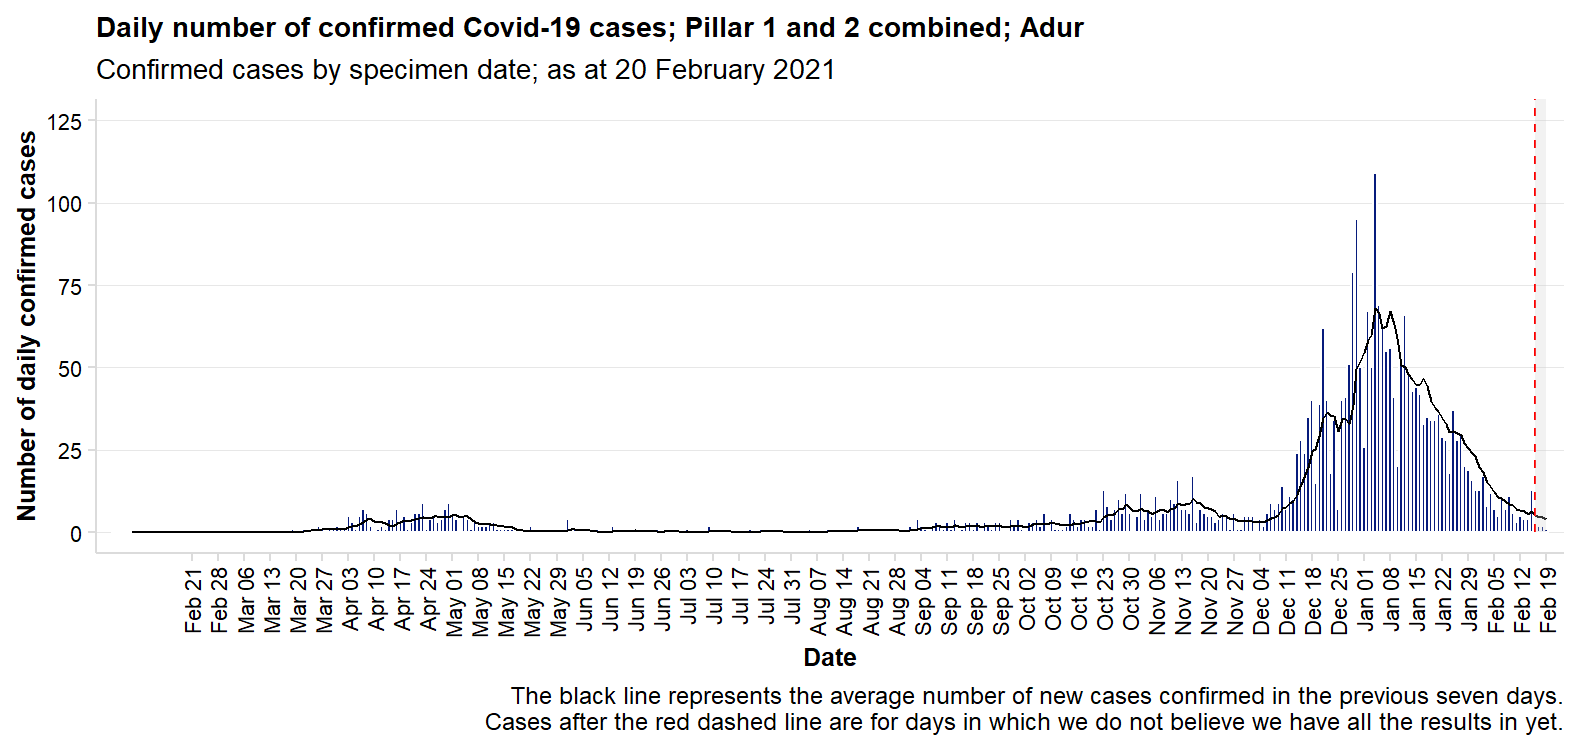 Daily number of confirmed Covid-19 cases; Pillar 1 and 2 combined; Adur
Confirmed cases by specimen date; as at 20 February 2021
Number of daily confirmed cases
125
100
75
50
25
0
Feb 21
Feb 28
Mar 06
Mar 13
Mar 20
Mar 27
Apr 03
Apr 10
Apr 17
Apr 24
May 01
May 08
May 15
May 22
May 29
Jun 05
Jun 12
Jun 19
Jun 26
Jul 03
Jul 10
Jul 17
Jul 24
Jul 31
Aug 07
Aug 14
Aug 21
Aug 28
Sep 04
Sep 11
Sep 18
Sep 25
Oct 02
Oct 09
Oct 16
Oct 23
Oct 30
Nov 06
Nov 13
Nov 20
Nov 27
Dec 04
Dec 11
Dec 18
Dec 25
Jan 01
Jan 08
Jan 15
Jan 22
Jan 29
Feb 05
Feb 12
Feb 19
Date
The black line represents the average number of new cases confirmed in the previous seven days.
Cases after the red dashed line are for days in which we do not believe we have all the results in yet.